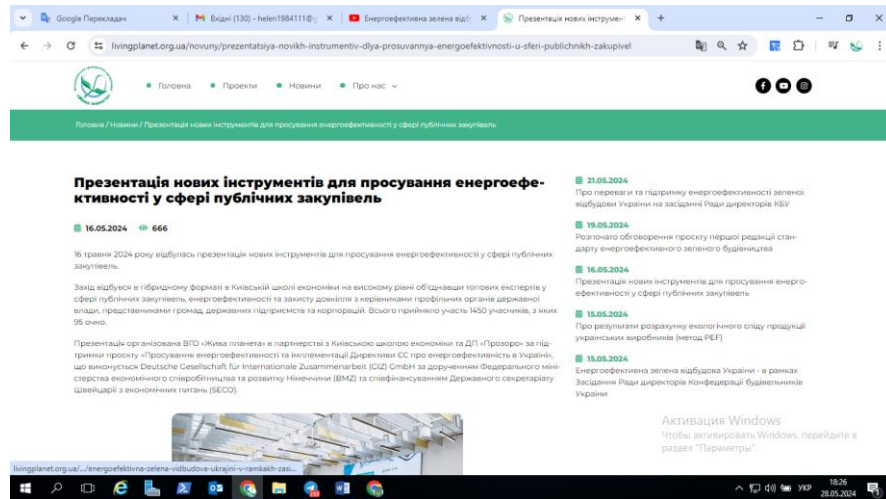 Google Перекладач
Вхідні (130) - helen1984111@
Енергоефективна зелена відб
Презентація нових інструмен
livingplanet.org.ua/novuny/prezentatsiya-novikh-instrumentiv-dlya-prosuvannya-energoefektivnosti-u-sferi-publichnikh-zakupivel
Головна
Проекти
Новини
Про нас
Головна / Новини / Презентація нових інструментів для просування енергоефективності у сфері публічних закупівель
Презентація нових інструментів для просування енергоефе-
ктивності у сфері публічних закупівель
16.05.2024 666
16 травня 2024 року відбулась презентація нових інструментів для просування енергоефективності у сфері публічних
закупівель.
Захід відбувся в гібридному форматі в Київській школі економіки на високому рівні об'єднавши топових експертів у
сфері публічних закупівель, енергоефективності та захисту довкілля з керівниками профільних органів державної
влади, представниками громад, державних підприємств та корпорацій. Всього прийняло участь 1450 учасників, з яких
95 очно.
Презентація організована ВГО «Жива планета» в партнерстві з Київською школою економіки та ДП «Прозоро» за під-
тримки проєкту «Просування енергоефективності та імплементації Директиви ЄС про енергоефективність в Україні»,
що виконується Deutsche Gesellschaft für Internationale Zusammenarbeit (GIZ) GmbH за дорученням Федерального міні-
стерства економічного співробітництва та розвитку Німеччини (BMZ) та співфінансуванням Державного секретаріату
Швейцарії з економічних питань (SECO).
21.05.2024
Про переваги та підтримку енергоефективності зеленої
відбудови України на засіданні Ради директорів КБУ
19.05.2024
Розпочато обговорення проєкту першої редакції стан-
дарту енергоефективного зеленого будівництва
16.05.2024
Презентація нових інструментів для просування енерго-
ефективності у сфері публічних закупівель
15.05.2024
Про результати розрахунку екологічного сліду продукції
українських виробників (метод PEF)
15.05.2024
Енергоефективна зелена відбудова України - в рамках
Засідання Ради директорів Конфедерації будівельників
України
Активация Windows
Чтобы активировать Windows, перейдите в
раздел "Параметры".
livingplanet.org.ua/.../energoefektivna-zelena-vidbudova-ukrajini-v-ramkakh-zasi...
УКР
18:26
28.05.2024